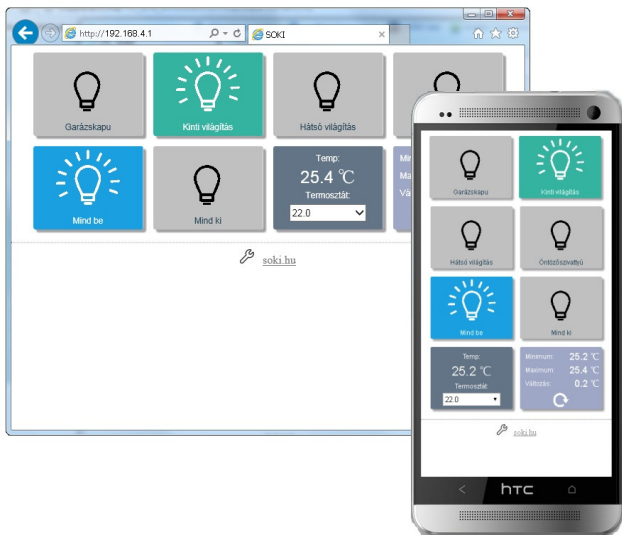 http://192.168.4.1
SOKI
Garázskapu
Kinti világítás
Hátsó világítás
Mind be
Mind ki
Temp:
25.4 °C
Termosztát:
22.0
soki.hu
Garázskapu
Kinti világítás
Hátsó világítás
Öntözőszivattyú
Mind be
Mind ki
Temp:
25.2 °C
Termosztát:
22.0
Minimum: 25.2 °C
Maximum: 25.4 °C
Változás: 0.2 °C
soki.hu
hTC